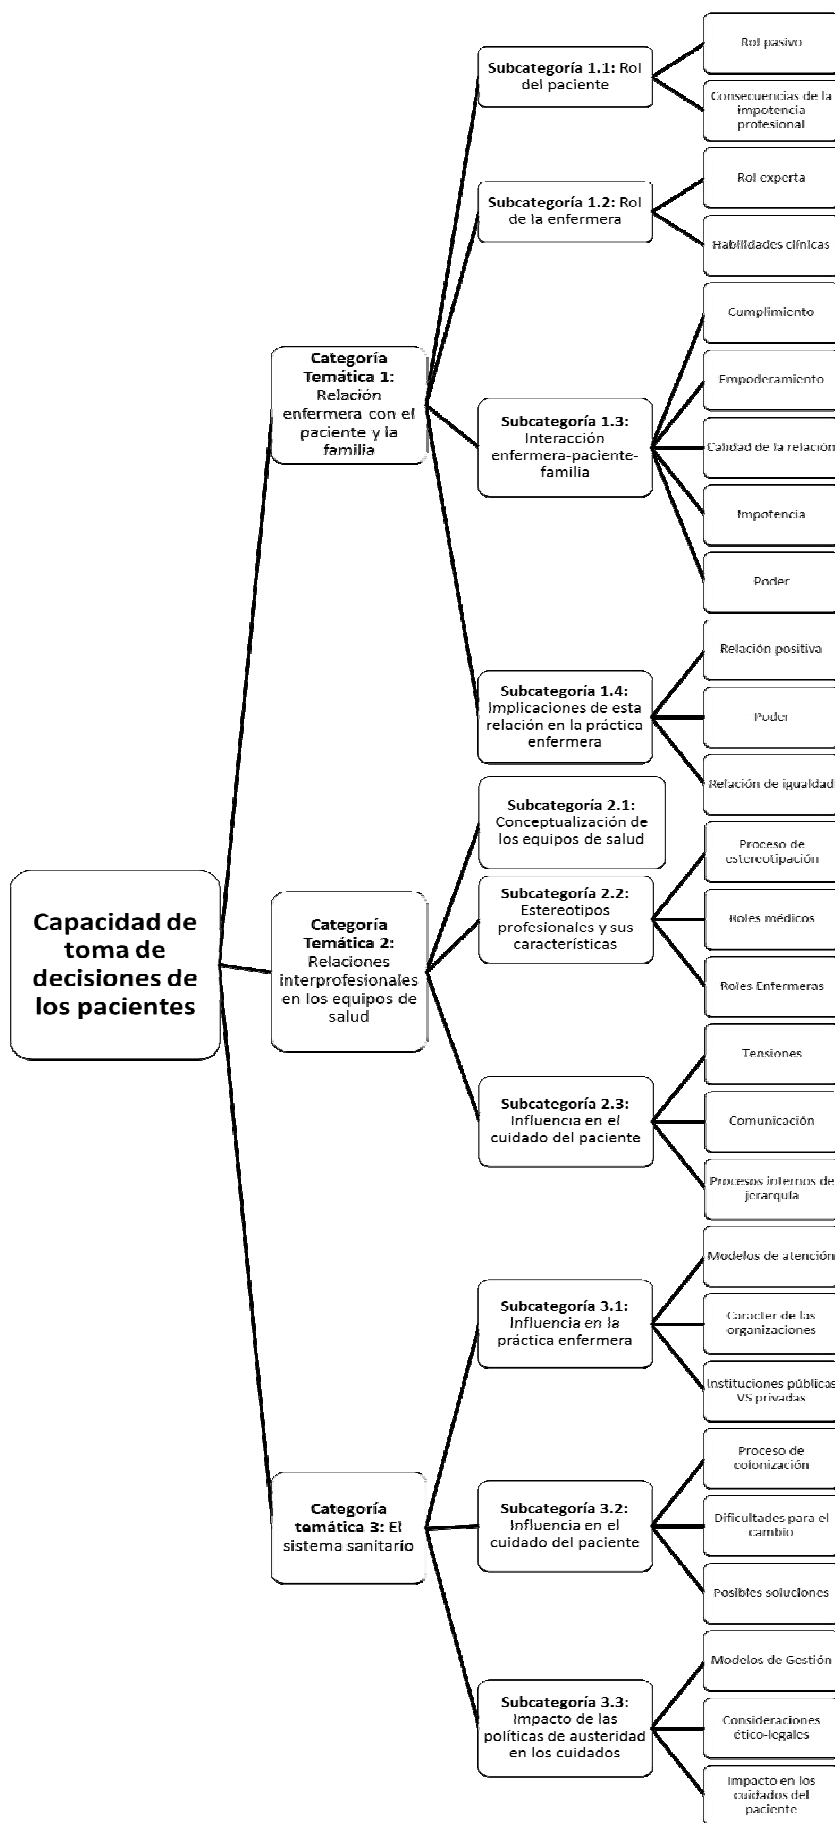 Capacidad de
toma de
decisiones de
los pacientes
Categoría
Temática 1:
Relación
enfermera con el
paciente y la
familia
Subcategoría 1.1: Rol
del paciente
Rol pasivo
Consecuencias de la
impotencia
profesional
Subcategoría 1.2: Rol
de la enfermera
Rol experta
Habilidades clínicas
Subcategoría 1.3:
Interacción
enfermera-paciente-
familia
Cumplimiento
Empoderamiento
Calidad de la relación
Impotencia
Poder
Subcategoría 1.4:
Implicaciones de esta
relación en la práctica
enfermera
Relación positiva
Poder
Relación de igualdad
Categoría
Temática 2:
Relaciones
interprofesionales
en los equipos de
salud
Subcategoría 2.1:
Conceptualización de
los equipos de salud
Subcategoría 2.2:
Estereotipos
profesionales y sus
características
Proceso de
estereotipación
Roles médicos
Roles Enfermeras
Subcategoría 2.3:
Influencia en el
cuidado del paciente
Tensiones
Comunicación
Procesos internos de
jerarquía
Categoría
temática 3: El
sistema sanitario
Subcategoría 3.1:
Influencia en la
práctica enfermera
Modelos de atención
Caracter de las
organizaciones
Instituciones públicas
VS privadas
Subcategoría 3.2:
Influencia en el
cuidado del paciente
Proceso de
colonización
Dificultades para el
cambio
Posibles soluciones
Subcategoría 3.3:
Impacto de las
políticas de austeridad
en los cuidados
Modelos de Gestión
Consideraciones
ético-legales
Impacto en los
cuidados del
paciente